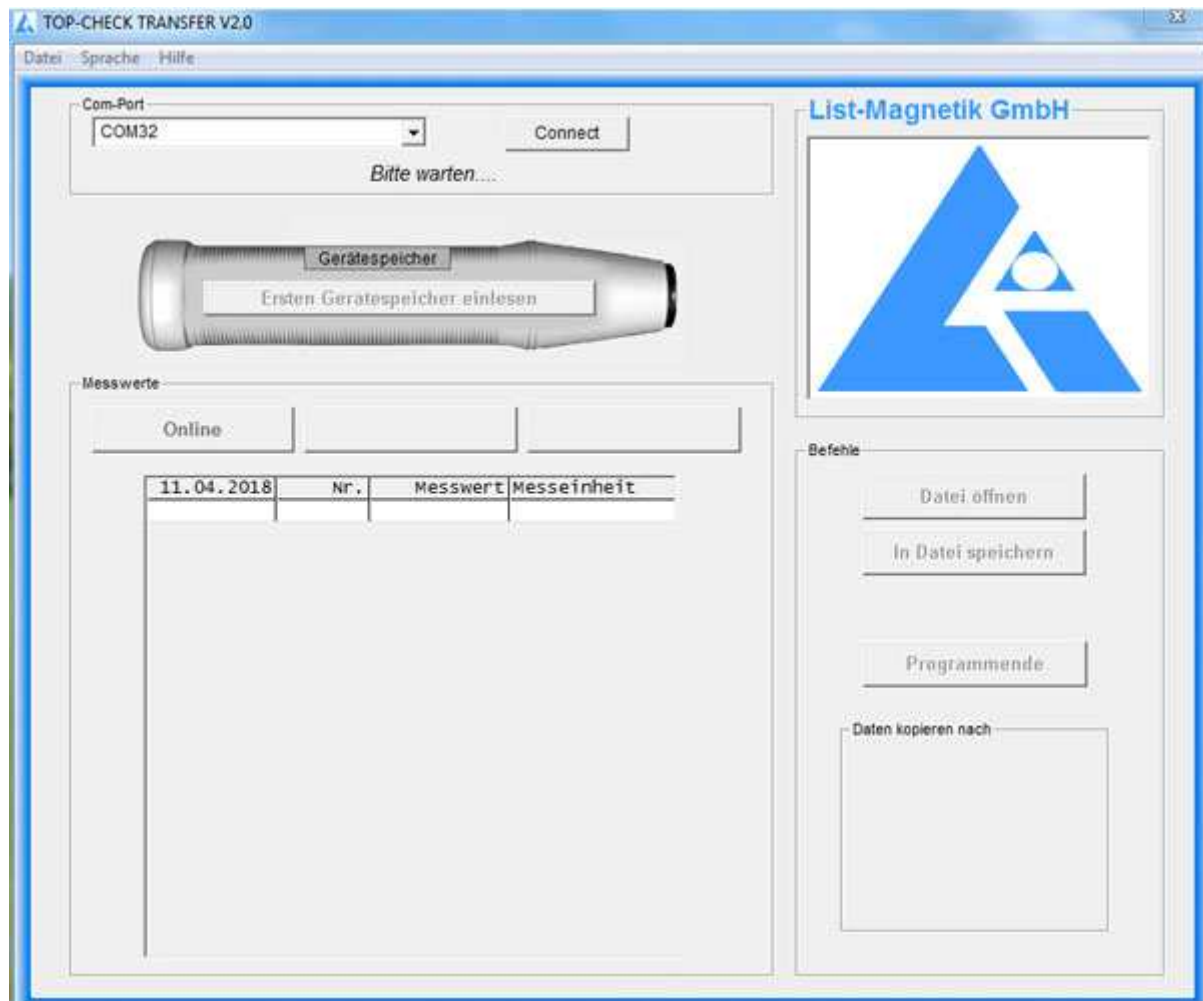 TOP-CHECK TRANSFER V2.0
Datei Sprache Hilfe
Com-Port
COM32
Connect
Bitte warten....
List-Magnetik GmbH
Gerätespeicher
Ersten Gerätespeicher einlesen
Messwerte
Online
11.04.2018 Nr. Messwert Messeinheit
Befehle
Datei öffnen
In Datei speichern
Programmende
Daten kopieren nach